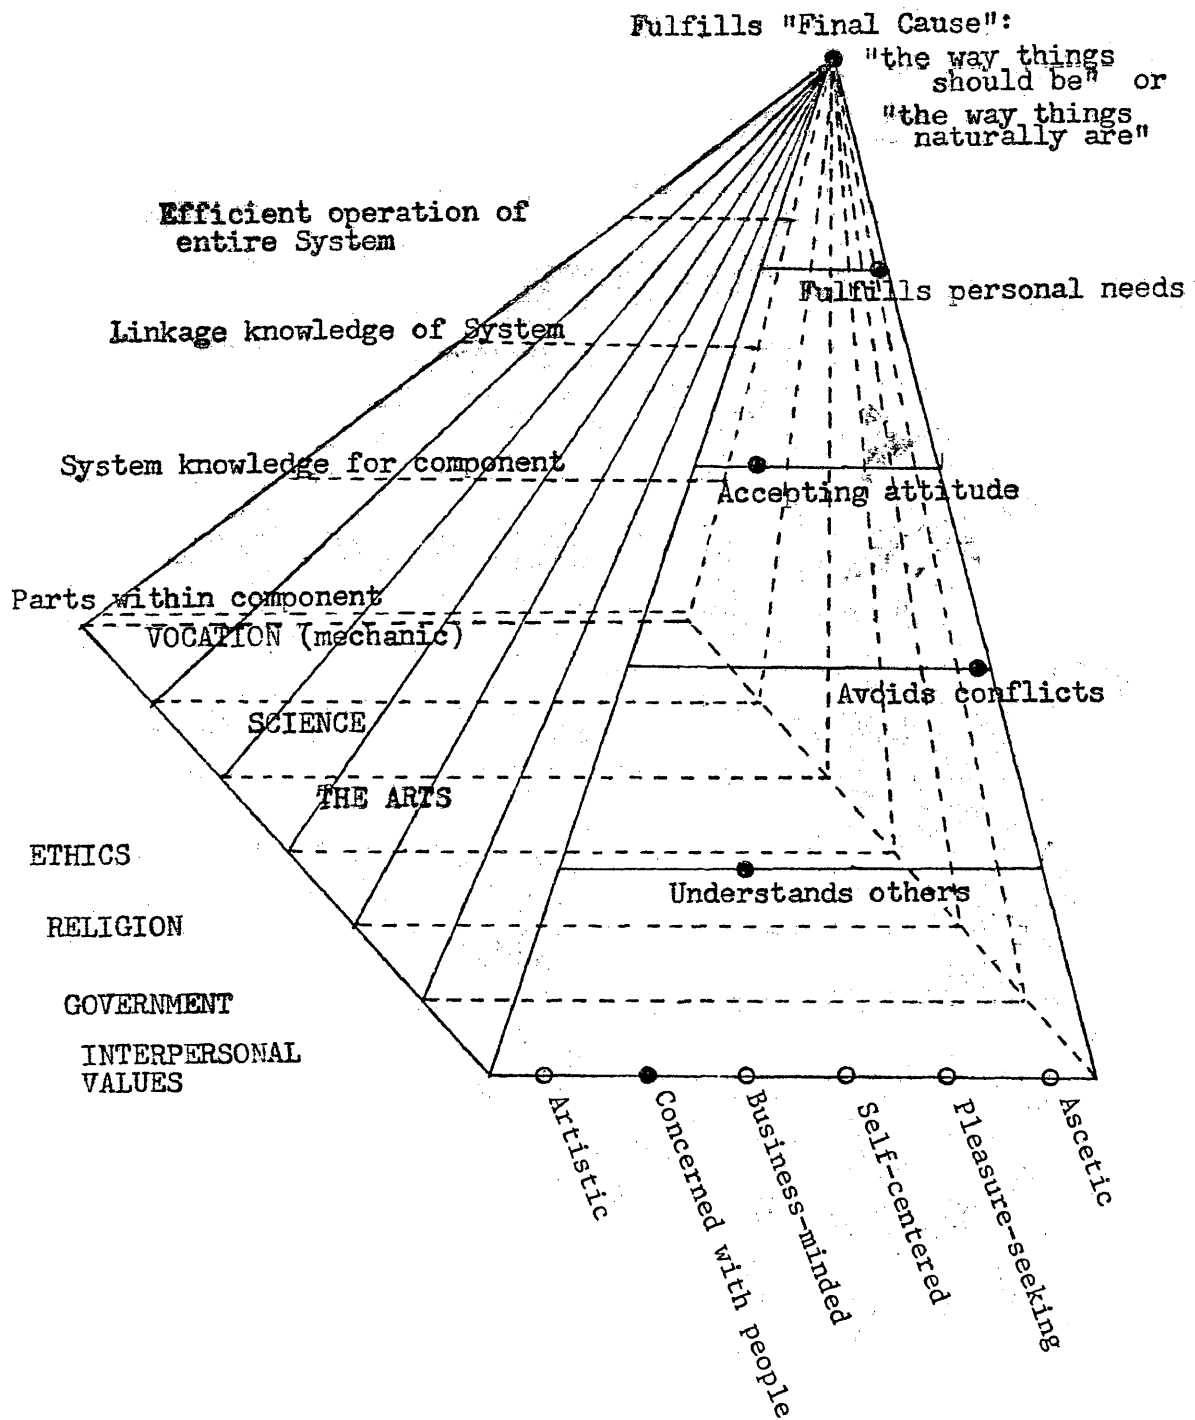 Fulfills "Final Cause":
"the way things
should be" or
"the way things
naturally are"
Efficient operation of
entire System
Fulfills personal needs
Linkage knowledge of System
System knowledge for component
Accepting attitude
Parts within component
VOCATION (mechanic)
Avoids conflicts
SCIENCE
THE ARTS
ETHICS
Understands others
RELIGION
GOVERNMENT
INTERPERSONAL
VALUES
Artistic
Concerned with people
Business-minded
Self-centered
Pleasure-seeking
Ascetic